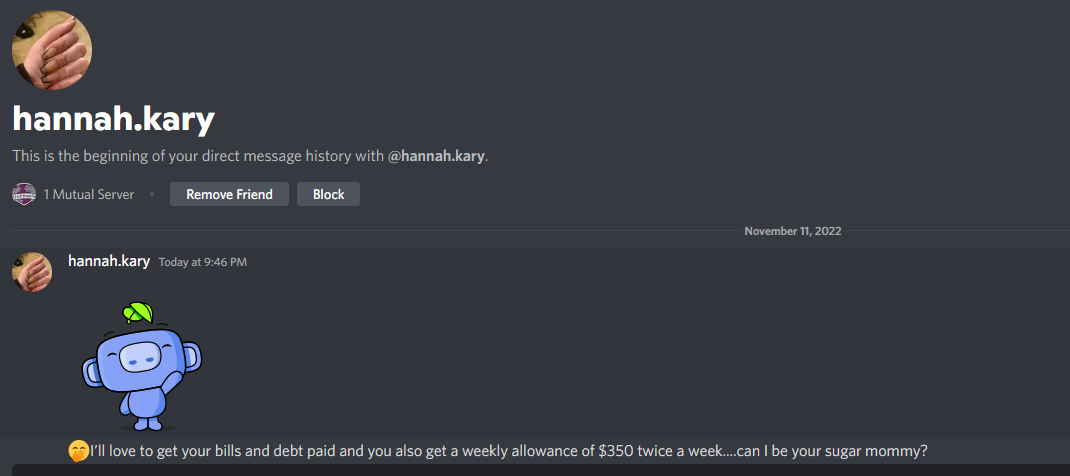 hannah.kary
This is the beginning of your direct message history with @hannah.kary.
1 Mutual Server • Remove Friend Block
November 11, 2022
hannah.kary Today at 9:46 PM
🤭I'll love to get your bills and debt paid and you also get a weekly allowance of $350 twice a week....can I be your sugar mommy?